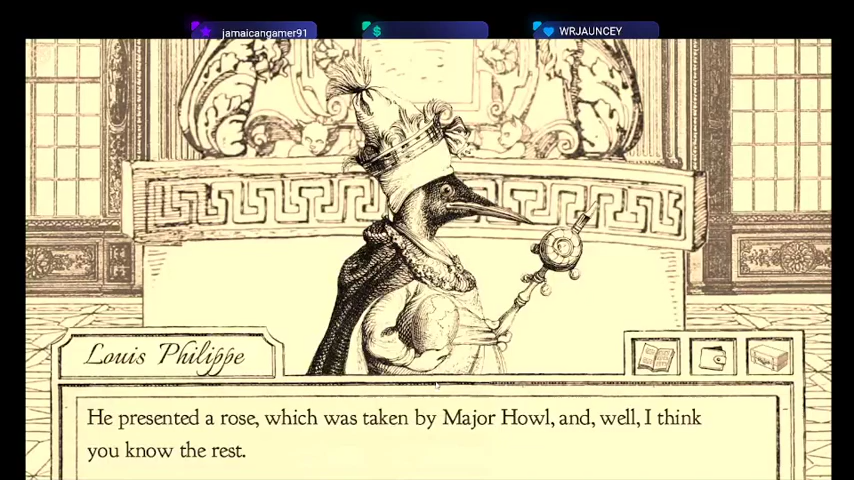 jamaicangamer91
$
WRJAUNCEY
Louis Philippe
He presented a rose, which was taken by Major Howl, and, well, I think
you know the rest.